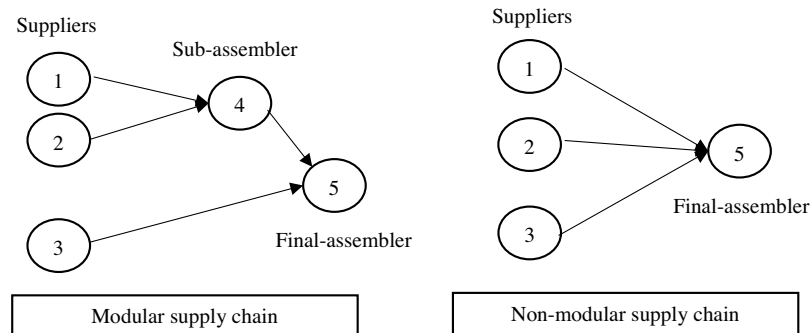 Suppliers
Sub-assembler
1
2
4
3
5
Final-assembler
Modular supply chain
Suppliers
1
2
3
5
Final-assembler
Non-modular supply chain